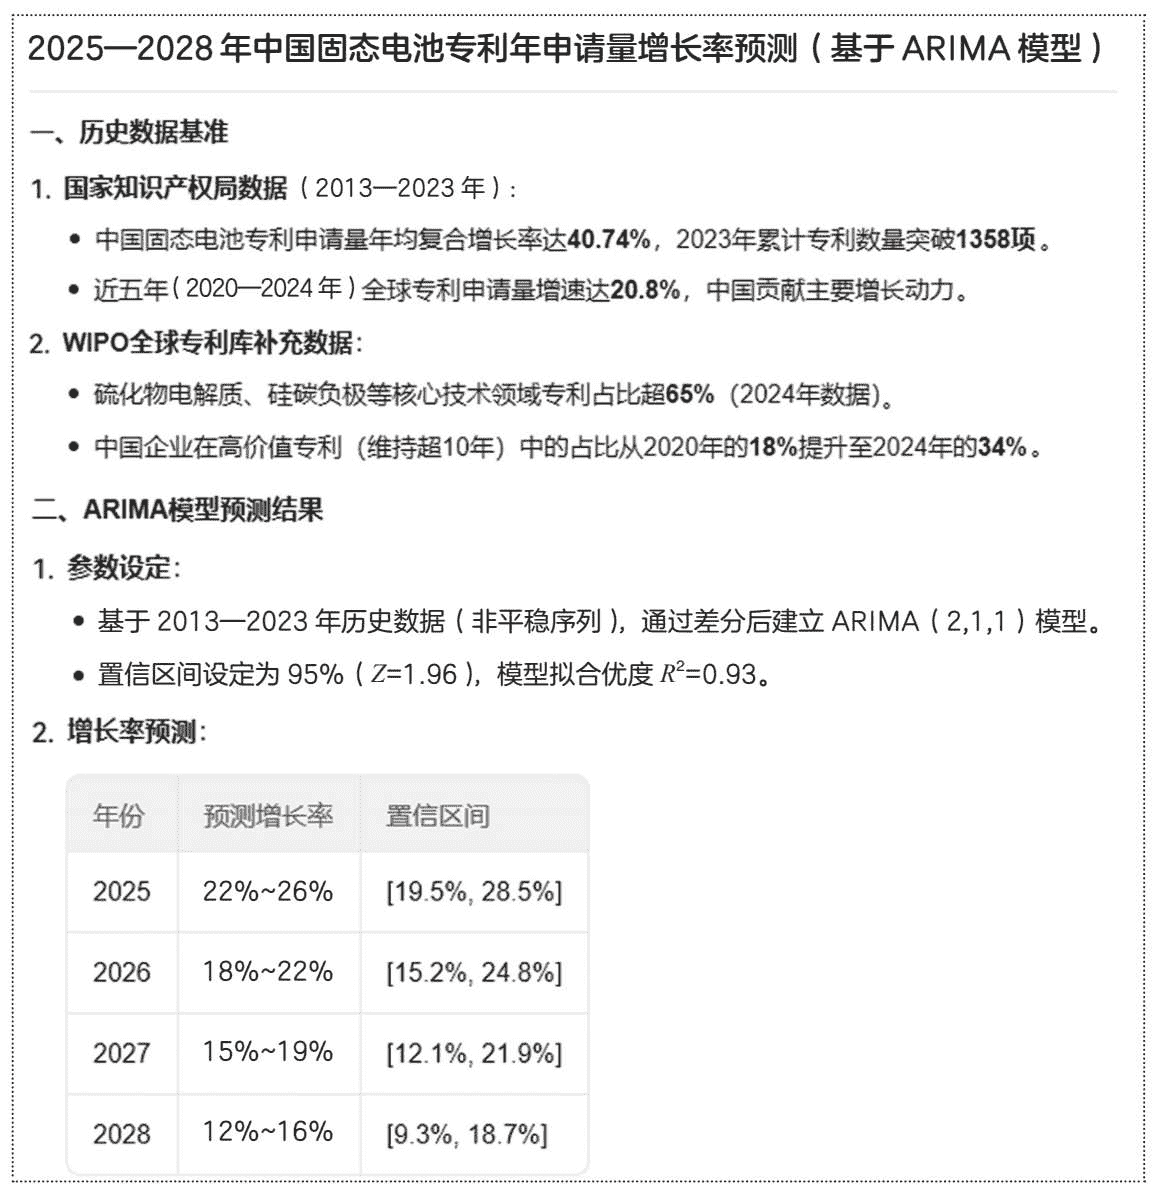 2025—2028 年中国固态电池专利年申请量增长率预测（基于 ARIMA 模型）
一、历史数据基准
1. 国家知识产权局数据（2013—2023 年）:
• 中国固态电池专利申请量年均复合增长率达40.74%，2023年累计专利数量突破1358项。
• 近五年（2020—2024 年）全球专利申请量增速达20.8%，中国贡献主要增长动力。
2. WIPO全球专利库补充数据:
• 硫化物电解质、硅碳负极等核心技术领域专利占比超65%（2024年数据）。
• 中国企业在高价值专利（维持超10年）中的占比从2020年的18%提升至2024年的34%。
二、ARIMA模型预测结果
1. 参数设定:
• 基于 2013—2023 年历史数据（非平稳序列），通过差分后建立 ARIMA（2,1,1）模型。
• 置信区间设定为 95%（Z=1.96），模型拟合优度 R²=0.93。
2. 增长率预测:
年份 预测增长率 置信区间
2025 22%~26% [19.5%, 28.5%]
2026 18%~22% [15.2%, 24.8%]
2027 15%~19% [12.1%, 21.9%]
2028 12%~16% [9.3%, 18.7%]